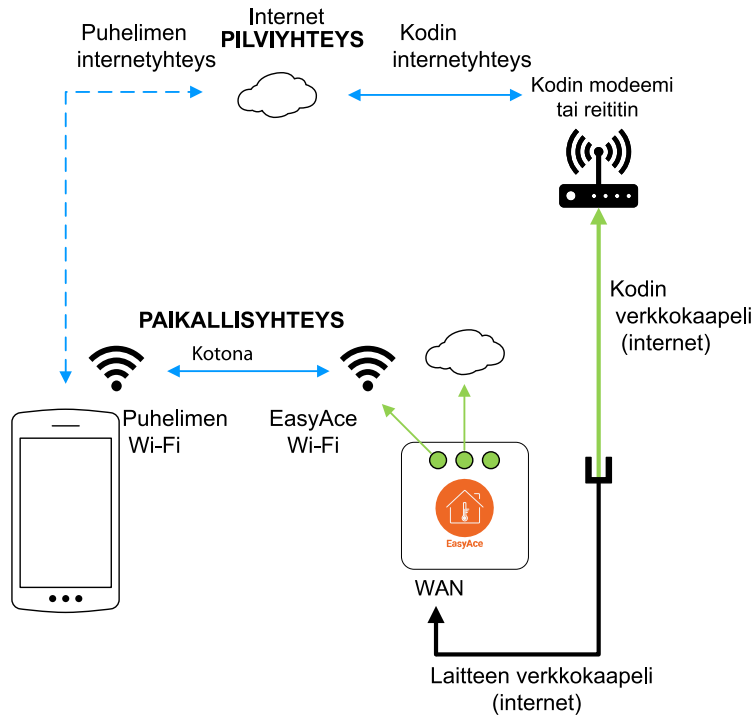 Puhelimen
internetyhteys
Internet
PILVIYHTEYS
Kodin
internetyhteys
Kodin modeemi
tai reititin
Kodin
verkkokaapeli
(internet)
PAIKALLISYHTEYS
Kotona
Puhelimen
Wi-Fi
EasyAce
Wi-Fi
EasyAce
WAN
Laitteen verkkokaapeli
(internet)